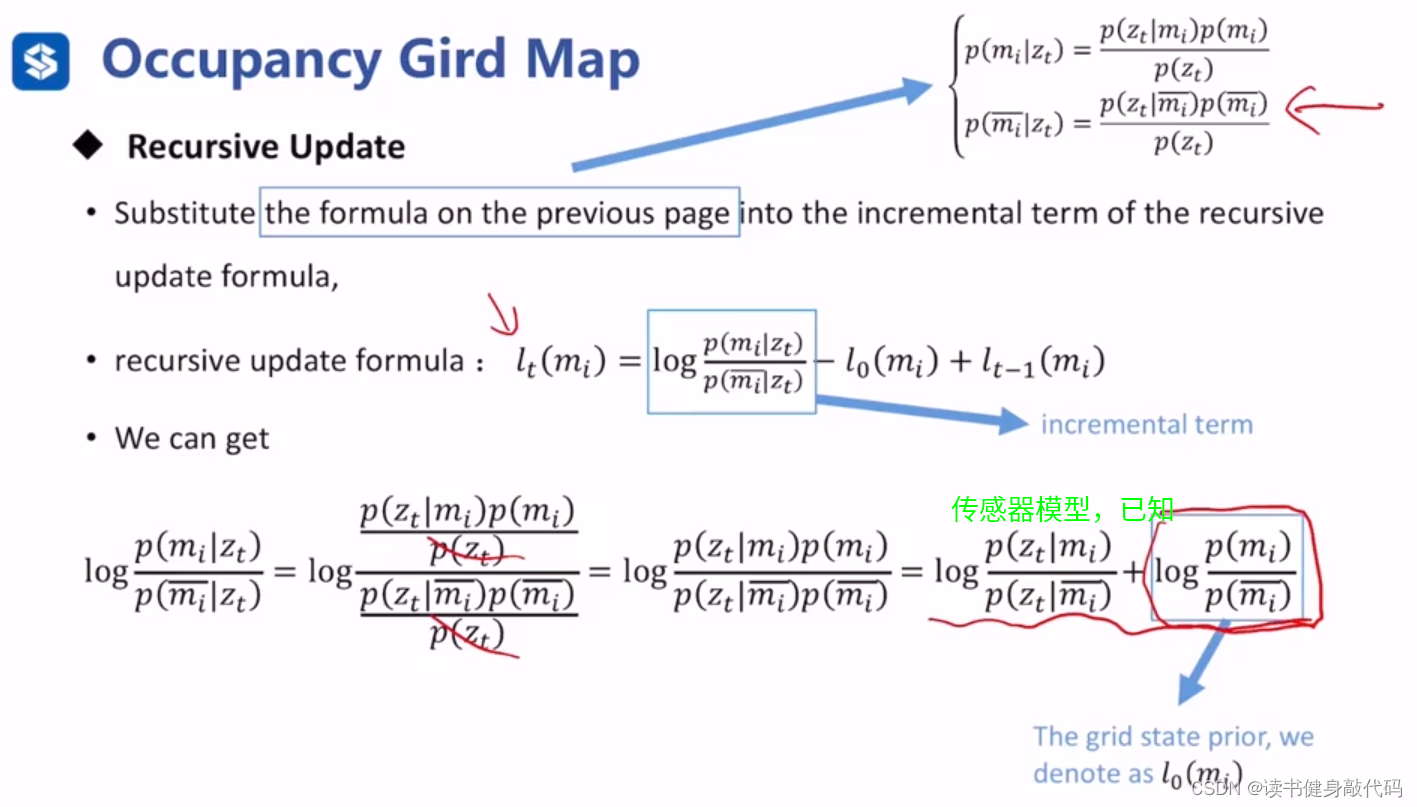 Occupancy Gird Map
p(m_i|z_t) = \frac{p(z_t|m_i)p(m_i)}{p(z_t)}
p(\overline{m_i}|z_t) = \frac{p(z_t|\overline{m_i})p(\overline{m_i})}{p(z_t)}
◆ Recursive Update
• Substitute the formula on the previous page into the incremental term of the recursive
update formula,
• recursive update formula： l_t(m_i) = \log\frac{p(m_i|z_t)}{p(\overline{m_i}|z_t)} − l_0(m_i) + l_{t−1}(m_i)
incremental term
• We can get
传感器模型，已知
\log\frac{p(m_i|z_t)}{p(\overline{m_i}|z_t)} = \log\frac{\frac{p(z_t|m_i)p(m_i)}{p(z_t)}}{\frac{p(z_t|\overline{m_i})p(\overline{m_i})}{p(z_t)}} = \log\frac{p(z_t|m_i)p(m_i)}{p(z_t|\overline{m_i})p(\overline{m_i})} = \log\frac{p(z_t|m_i)}{p(z_t|\overline{m_i})} + \log\frac{p(m_i)}{p(\overline{m_i})}
The grid state prior, we
denote as l_0(m_i)
CSDN @读书健身敲代码